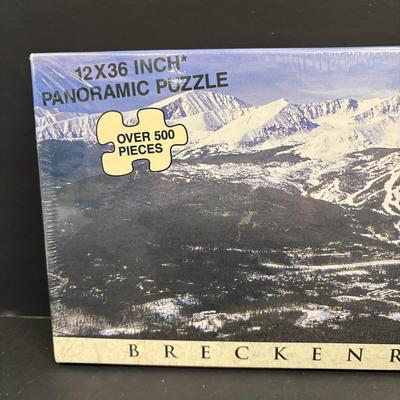 12X36 INCH*
PANORAMIC PUZZLE
OVER 500
PIECES
BRECKENR